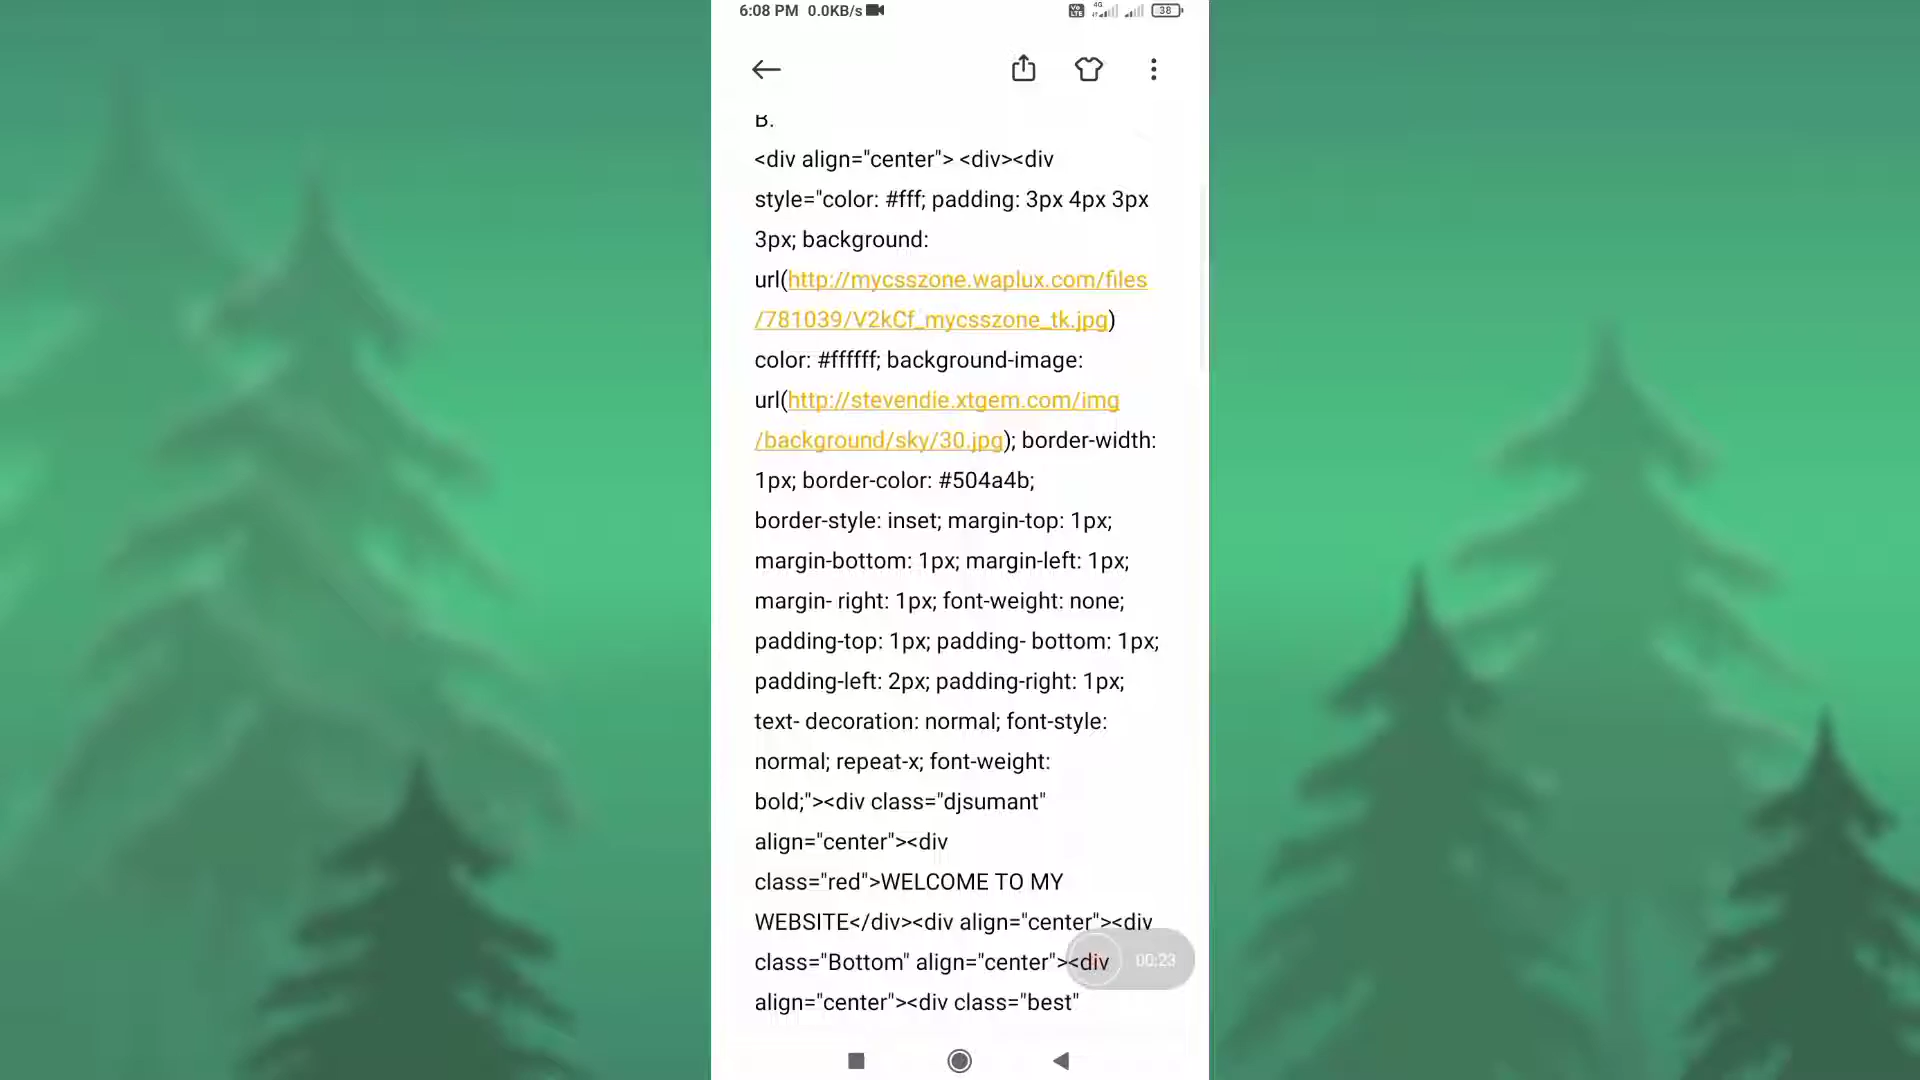 6:08 PM 0.0KB/s
Vo LTE 4G 38
B.
<div align="center"> <div><div
style="color: #fff; padding: 3px 4px 3px
3px; background:
url(http://mycsszone.waplux.com/files
/781039/V2kCf_mycsszone_tk.jpg)
color: #ffffff; background-image:
url(http://stevendie.xtgem.com/img
/background/sky/30.jpg); border-width:
1px; border-color: #504a4b;
border-style: inset; margin-top: 1px;
margin-bottom: 1px; margin-left: 1px;
margin- right: 1px; font-weight: none;
padding-top: 1px; padding- bottom: 1px;
padding-left: 2px; padding-right: 1px;
text- decoration: normal; font-style:
normal; repeat-x; font-weight:
bold;"><div class="djsumant"
align="center"><div
class="red">WELCOME TO MY
WEBSITE</div><div align="center"><div
class="Bottom" align="center"><div
00:23
align="center"><div class="best"